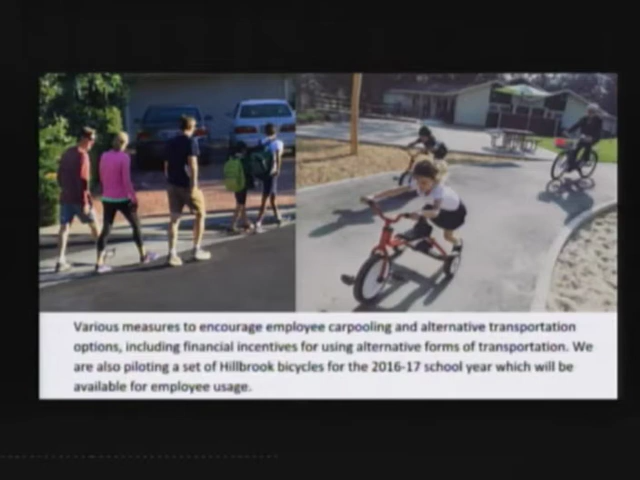 Various measures to encourage employee carpooling and alternative transportation
options, including financial incentives for using alternative forms of transportation. We
are also piloting a set of Hillbrook bicycles for the 2016-17 school year which will be
available for employee usage.